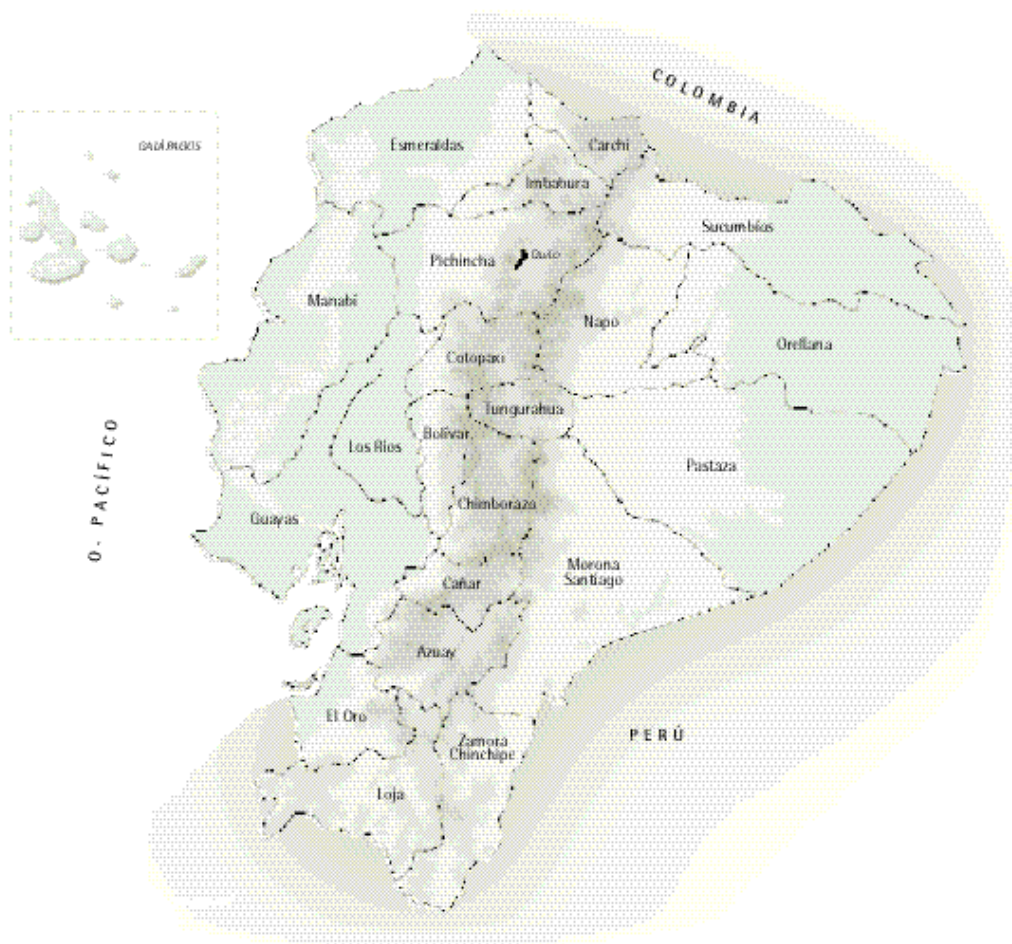 COLOMBIA
GALÁPAGOS
Esmeraldas
Carchi
Imbabura
Sucumbíos
Pichincha
Quito
Manabí
Napo
Orellana
Cotopaxi
Tungurahua
Bolívar
Los Ríos
Pastaza
Chimborazo
Guayas
O- PACÍFICO
Morona
Santiago
Cañar
Azuay
El Oro
PERÚ
Zamora
Chinchipe
Loja